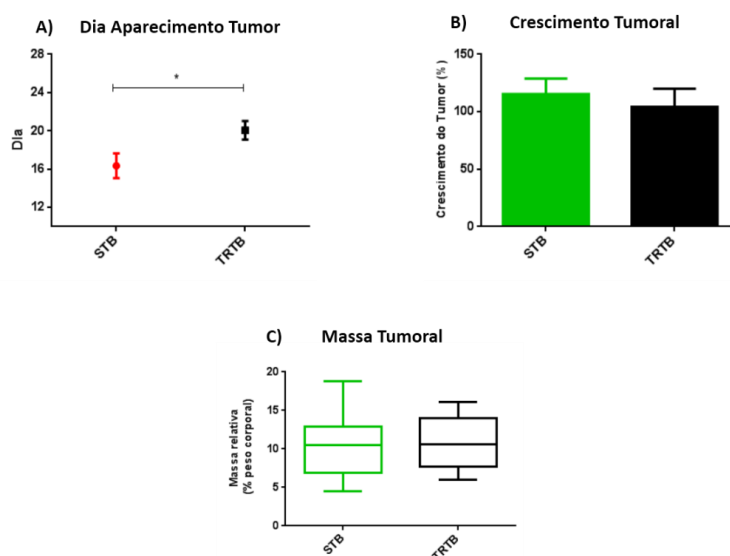 A) Dia Aparecimento Tumor
28
24
20
16
12
Dia
*
STB
TRTB
B) Crescimento Tumoral
150
100
50
0
Crescimento do Tumor (%)
STB
TRTB
C) Massa Tumoral
20
15
10
5
0
Massa relativa
(% peso corporal)
STB
TRTB